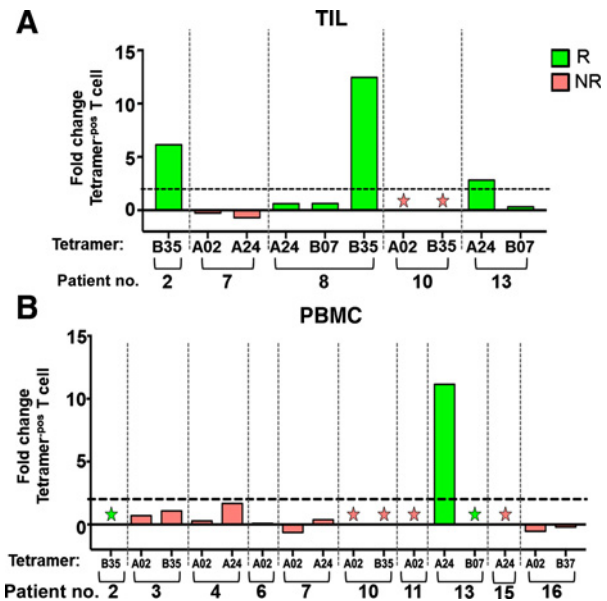 A
TIL
R
NR
Fold change
Tetramer-pos T cell
15
10
5
0
Tetramer: B35 A02 A24 A24 B07 B35 A02 B35 A24 B07
Patient no. 2 7 8 10 13
B
PBMC
Fold change
Tetramer-pos T cell
15
10
5
0
Tetramer: B35 A02 B35 A02 A24 A02 A02 A24 A02 B35 A02 A24 B07 A24 A02 B37
Patient no. 2 3 4 6 7 10 11 13 15 16